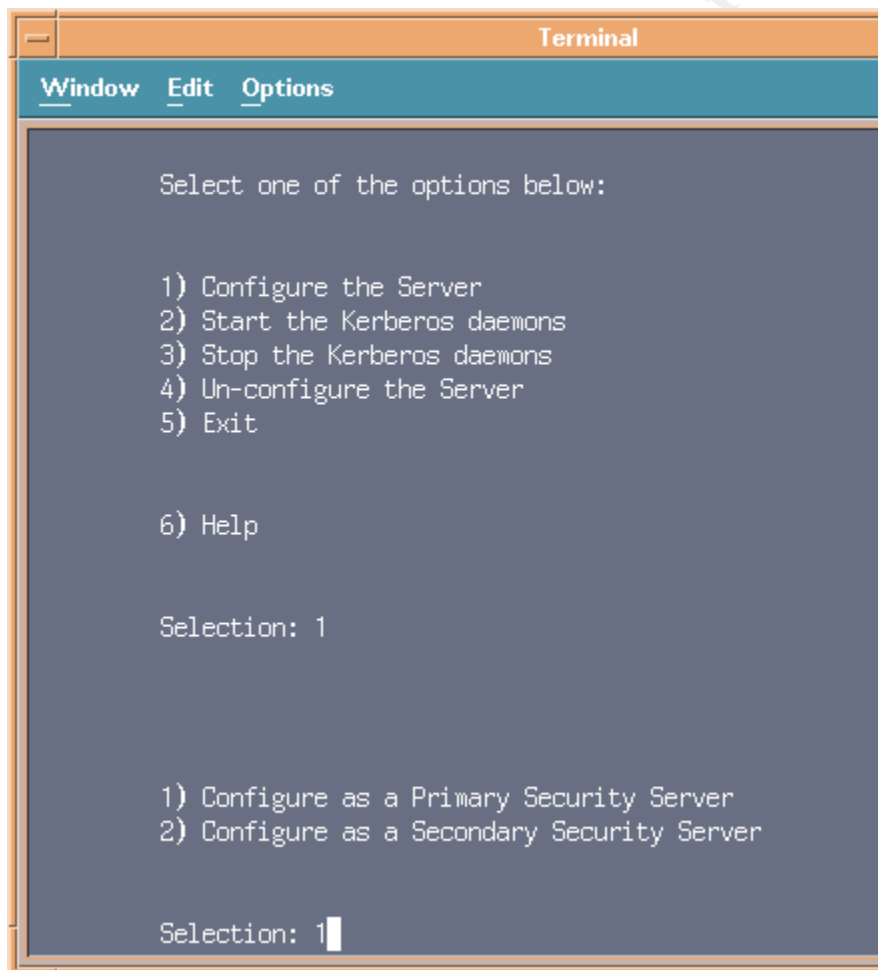 Terminal
Window Edit Options
Select one of the options below:
1) Configure the Server
2) Start the Kerberos daemons
3) Stop the Kerberos daemons
4) Un-configure the Server
5) Exit
6) Help
Selection: 1
1) Configure as a Primary Security Server
2) Configure as a Secondary Security Server
Selection: 1